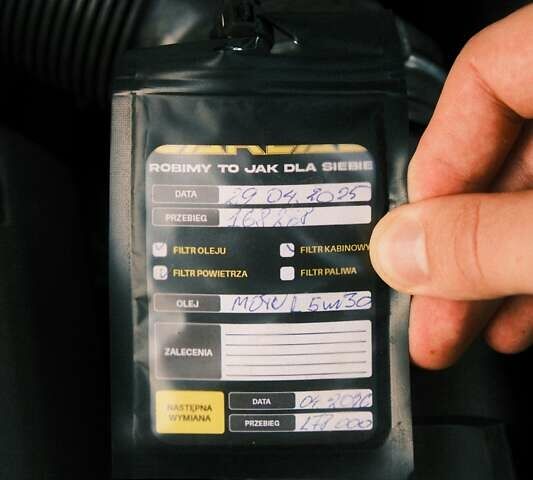 ROBIMY TO JAK DLA SIEBIE
DATA 29 04 2025
PRZEBIEG
FILTR OLEJU FILTR KABINOWY
FILTR POWIETRZA FILTR PALIWA
OLEJ 5w30
ZALECENIA
NASTĘPNA WYMIANA
DATA 04 2026
PRZEBIEG 178 000